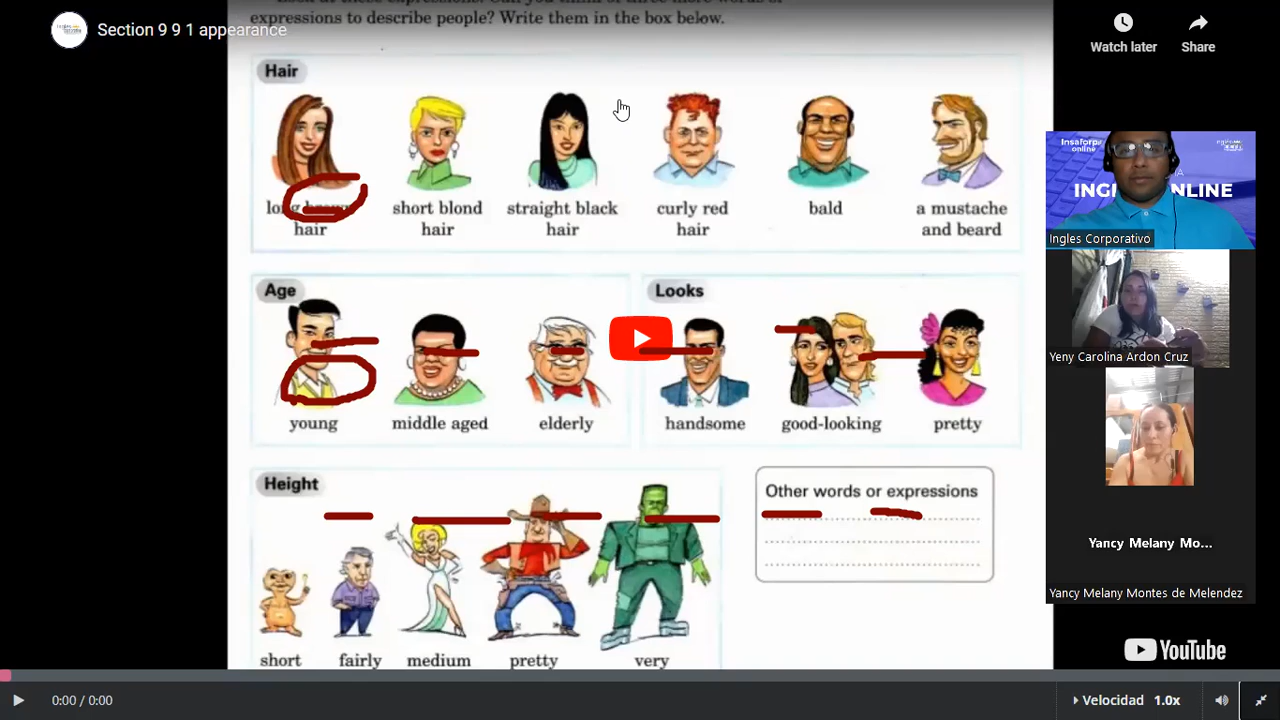 Section 9 9 1 appearance
expressions to describe people? Write them in the box below.
Watch later
Share
Hair
long
hair
short blond
hair
straight black
hair
curly red
hair
bald
a mustache
and beard
Age
young
middle aged
elderly
Looks
handsome
good-looking
pretty
Height
short
fairly
medium
pretty
very
Other words or expressions
Ingles Corporativo
Yeny Carolina Ardon Cruz
Yancy Melany Mo...
Yancy Melany Montes de Melendez
YouTube
0:00 / 0:00
Velocidad 1.0x